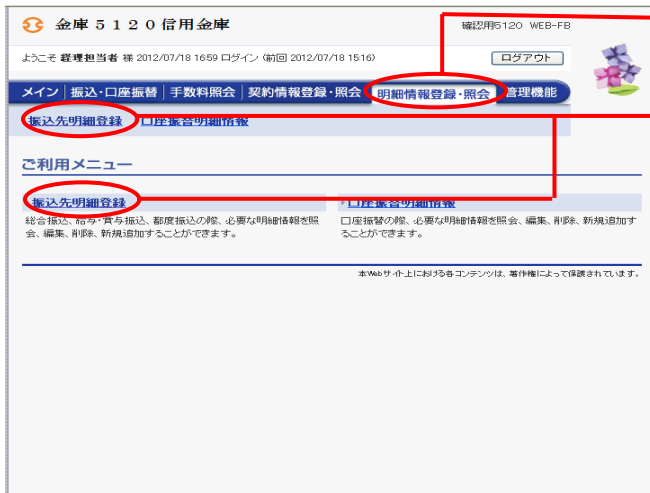 金庫５１２０信用金庫
確認用5120 WEB-FB
ようこそ 経理担当者 様 2012/07/18 16:59 ログイン (前回 2012/07/18 15:16)
ログアウト
メイン 振込・口座振替 手数料照会 契約情報登録・照会 明細情報登録・照会 管理機能
振込先明細登録 口座振替明細情報
ご利用メニュー
振込先明細登録 口座振替明細情報
総合振込、給与・賞与振込、都度振込の際、必要な明細情報を照 口座振替の際、必要な明細情報を照会、編集、削除、新規追加す
会、編集、削除、新規追加することができます。 ることができます。
本Webサイト上における各コンテンツは、著作権によって保護されています。